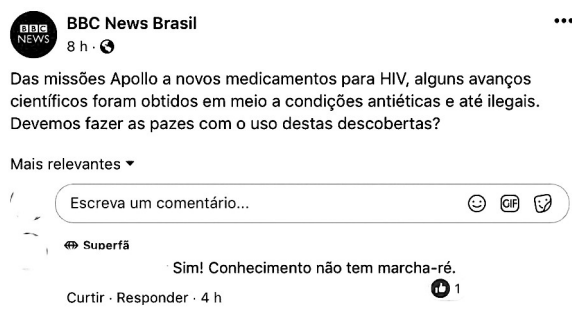 BBC NEWS
BBC News Brasil
8 h ·
Das missões Apollo a novos medicamentos para HIV, alguns avanços
científicos foram obtidos em meio a condições antiéticas e até ilegais.
Devemos fazer as pazes com o uso destas descobertas?
Mais relevantes
Escreva um comentário...
GIF
Superfã
Sim! Conhecimento não tem marcha-ré.
1
Curtir · Responder · 4 h